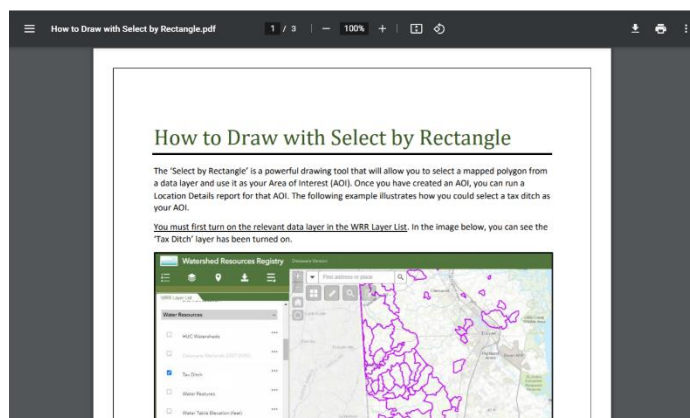 How to Draw with Select by Rectangle.pdf
1 / 3
100%
How to Draw with Select by Rectangle
The 'Select by Rectangle' is a powerful drawing tool that will allow you to select a mapped polygon from
a data layer and use it as your Area of Interest (AOI). Once you have created an AOI, you can run a
Location Details report for that AOI. The following example illustrates how you could select a tax ditch as
your AOI.
You must first turn on the relevant data layer in the WRR Layer List. In the image below, you can see the
'Tax Ditch' layer has been turned on.
Watershed Resources Registry
Delaware Version
Find address or place
WRR Layer List
Water Resources
HUC Watersheds
Tax Ditch
Water Features
Water Table Elevation (feet)